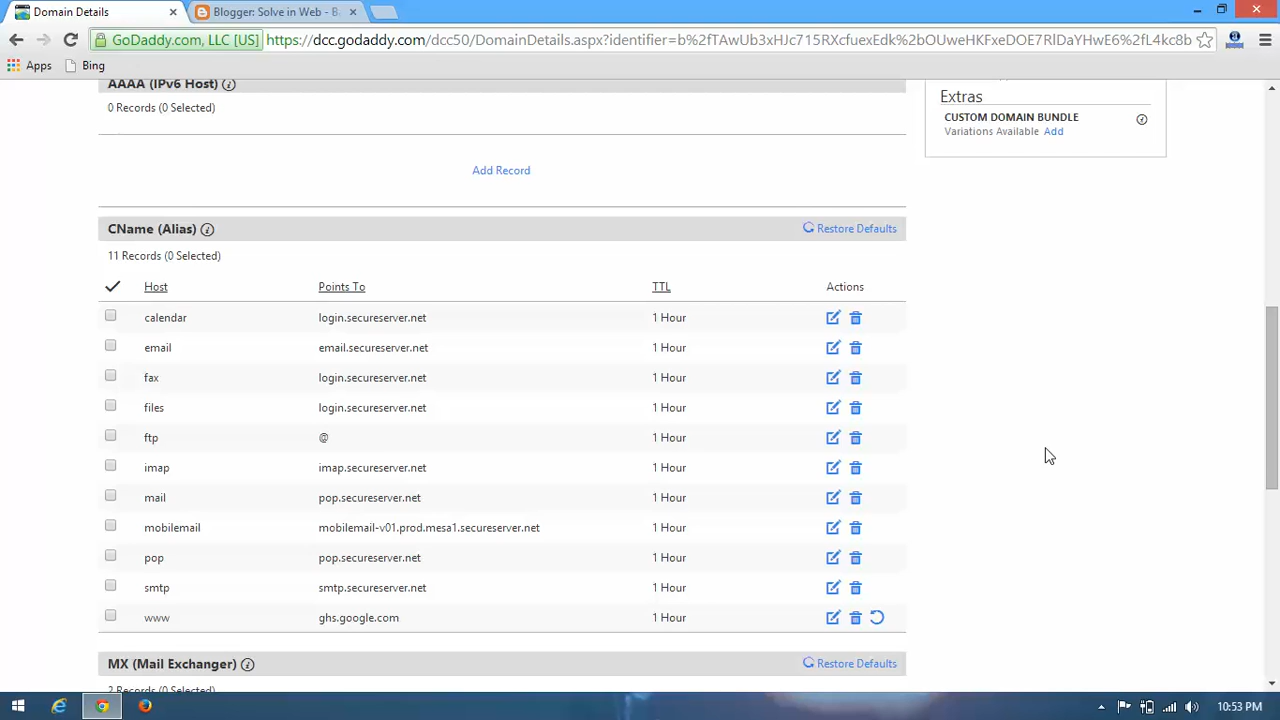 Domain Details
Blogger: Solve in Web - B
GoDaddy.com, LLC [US]
https://dcc.godaddy.com/dcc50/DomainDetails.aspx?identifier=b%2fTAwUb3xHJc715RXcfuexEdk%2bOUweHKFxeDOE7RlDaYHwE6%2fL4kc8b
Apps
Bing
AAAA (IPv6 Host)
0 Records (0 Selected)
Add Record
Extras
CUSTOM DOMAIN BUNDLE
Variations Available Add
CName (Alias)
Restore Defaults
11 Records (0 Selected)
Host Points To TTL Actions
calendar login.secureserver.net 1 Hour
email email.secureserver.net 1 Hour
fax login.secureserver.net 1 Hour
files login.secureserver.net 1 Hour
ftp @ 1 Hour
imap imap.secureserver.net 1 Hour
mail pop.secureserver.net 1 Hour
mobilemail mobilemail-v01.prod.mesa1.secureserver.net 1 Hour
pop pop.secureserver.net 1 Hour
smtp smtp.secureserver.net 1 Hour
www ghs.google.com 1 Hour
MX (Mail Exchanger)
Restore Defaults
2 Records (0 Selected)
10:53 PM